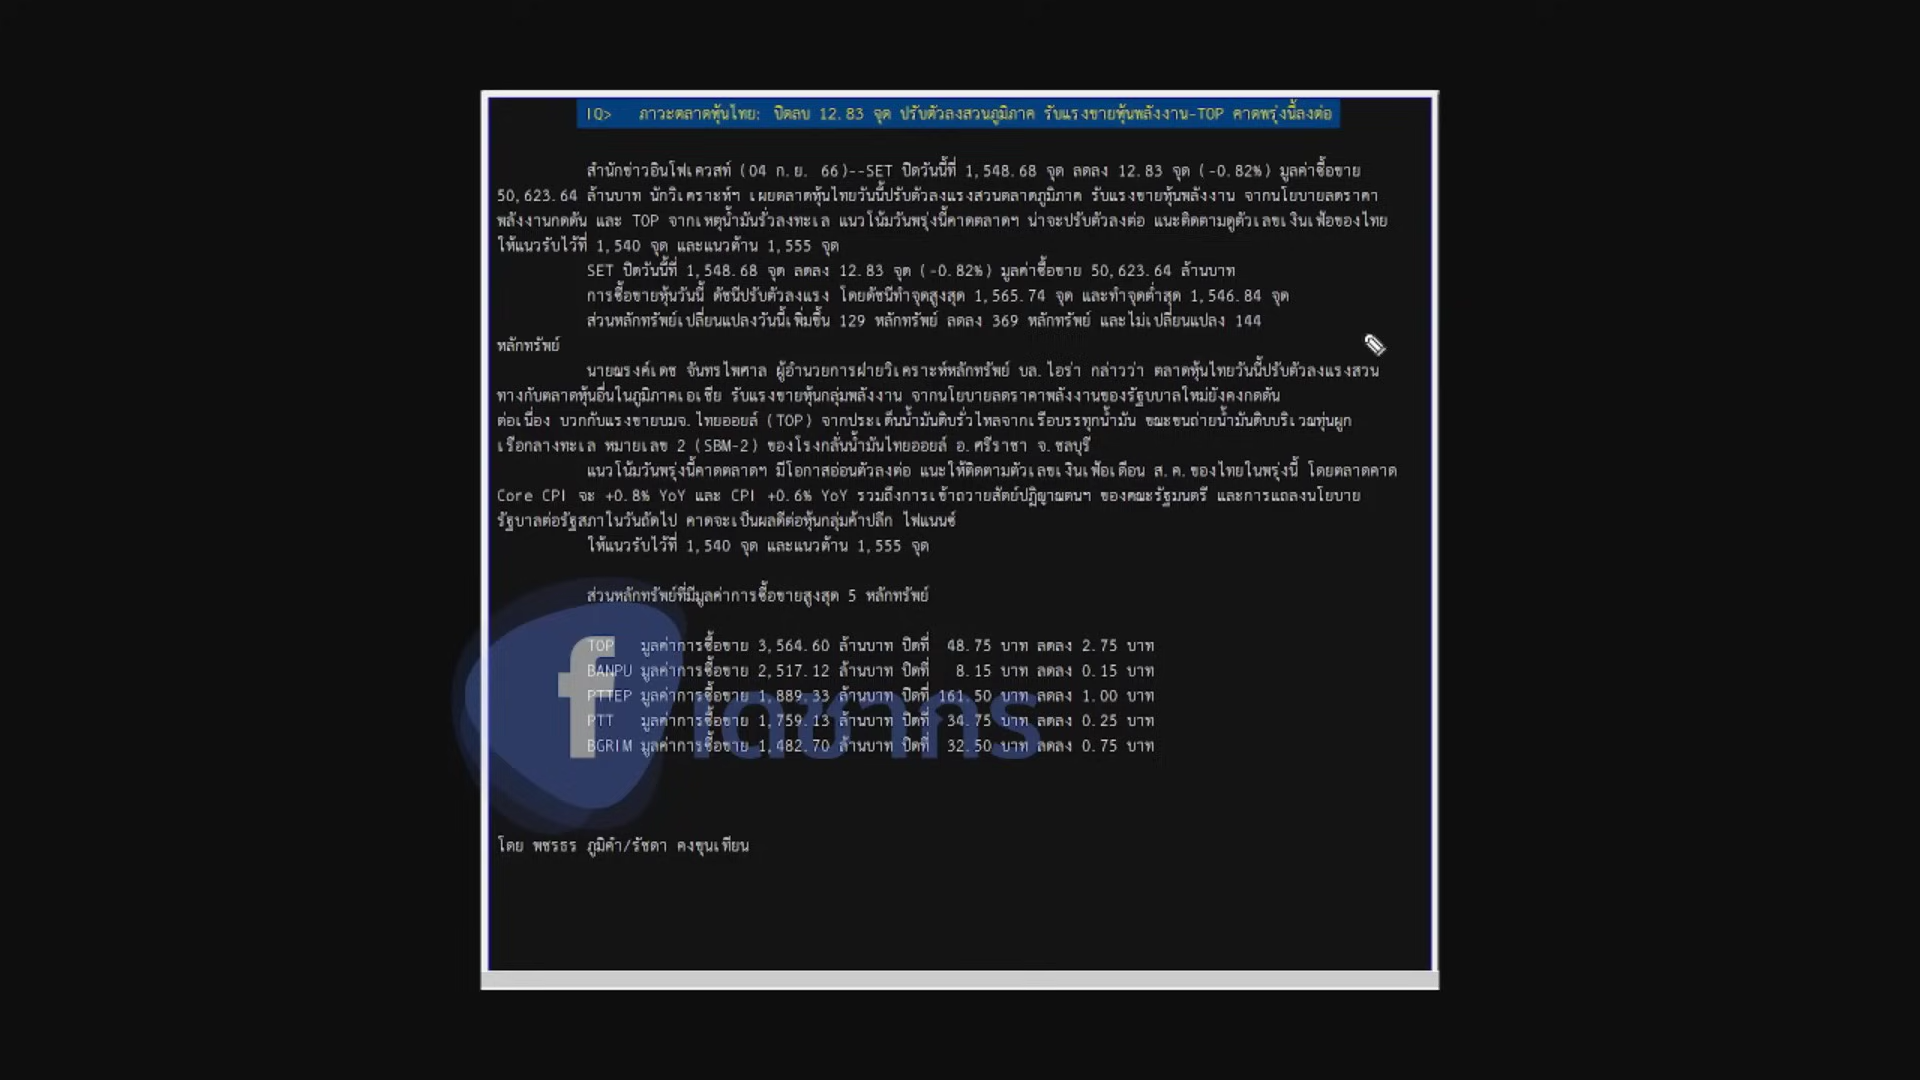 IQ> ภาวะตลาดหุ้นไทย: ปิดลบ 12.83 จุด ปรับตัวลงสวนภูมิภาค รับแรงขายหุ้นพลังงาน-TOP คาดพรุ่งนี้ลงต่อ
สำนักข่าวอินโฟเควสท์ (04 ก.ย. 66)--SET ปิดวันนี้ที่ 1,548.68 จุด ลดลง 12.83 จุด (-0.82%) มูลค่าซื้อขาย
50,623.64 ล้านบาท นักวิเคราะห์ฯ เผยตลาดหุ้นไทยวันนี้ปรับตัวลงแรงสวนตลาดภูมิภาค รับแรงขายหุ้นพลังงาน จากนโยบายลดราคา
พลังงานกดดัน และ TOP จากเหตุน้ำมันรั่วลงทะเล แนวโน้มวันพรุ่งนี้คาดตลาดฯ น่าจะปรับตัวลงต่อ แนะติดตามดูตัวเลขเงินเฟ้อของไทย
ให้แนวรับไว้ที่ 1,540 จุด และแนวต้าน 1,555 จุด
SET ปิดวันนี้ที่ 1,548.68 จุด ลดลง 12.83 จุด (-0.82%) มูลค่าซื้อขาย 50,623.64 ล้านบาท
การซื้อขายหุ้นวันนี้ ดัชนีปรับตัวลงแรง โดยดัชนีทำจุดสูงสุด 1,565.74 จุด และทำจุดต่ำสุด 1,546.84 จุด
ส่วนหลักทรัพย์เปลี่ยนแปลงวันนี้เพิ่มขึ้น 129 หลักทรัพย์ ลดลง 369 หลักทรัพย์ และไม่เปลี่ยนแปลง 144
หลักทรัพย์
นายณรงค์เดช จันทรไพศาล ผู้อำนวยการฝ่ายวิเคราะห์หลักทรัพย์ บล.ไอร่า กล่าวว่า ตลาดหุ้นไทยวันนี้ปรับตัวลงแรงสวน
ทางกับตลาดหุ้นอื่นในภูมิภาคเอเชีย รับแรงขายหุ้นกลุ่มพลังงาน จากนโยบายลดราคาพลังงานของรัฐบบาลใหม่ยังคงกดดัน
ต่อเนื่อง บวกกับแรงขายบมจ.ไทยออยล์ (TOP) จากประเด็นน้ำมันดิบรั่วไหลจากเรือบรรทุกน้ำมัน ขณะขนถ่ายน้ำมันดิบบริเวณทุ่นผูก
เรือกลางทะเล หมายเลข 2 (SBM-2) ของโรงกลั่นน้ำมันไทยออยล์ อ.ศรีราชา จ.ชลบุรี
แนวโน้มวันพรุ่งนี้คาดตลาดฯ มีโอกาสอ่อนตัวลงต่อ แนะให้ติดตามตัวเลขเงินเฟ้อเดือน ส.ค.ของไทยในพรุ่งนี้ โดยตลาดคาด
Core CPI จะ +0.8% YoY และ CPI +0.6% YoY รวมถึงการเข้าถวายสัตย์ปฏิญาณตนฯ ของคณะรัฐมนตรี และการแถลงนโยบาย
รัฐบาลต่อรัฐสภาในวันถัดไป คาดจะเป็นผลดีต่อหุ้นกลุ่มค้าปลีก ไฟแนนซ์
ให้แนวรับไว้ที่ 1,540 จุด และแนวต้าน 1,555 จุด
ส่วนหลักทรัพย์ที่มีมูลค่าการซื้อขายสูงสุด 5 หลักทรัพย์
TOP มูลค่าการซื้อขาย 3,564.60 ล้านบาท ปิดที่ 48.75 บาท ลดลง 2.75 บาท
BANPU มูลค่าการซื้อขาย 2,517.12 ล้านบาท ปิดที่ 8.15 บาท ลดลง 0.15 บาท
PTTEP มูลค่าการซื้อขาย 1,889.33 ล้านบาท ปิดที่ 161.50 บาท ลดลง 1.00 บาท
PTT มูลค่าการซื้อขาย 1,759.13 ล้านบาท ปิดที่ 34.75 บาท ลดลง 0.25 บาท
BGRIM มูลค่าการซื้อขาย 1,482.70 ล้านบาท ปิดที่ 32.50 บาท ลดลง 0.75 บาท
f เดชาทร
โดย พชรธร ภูมิคำ/รัชดา คงขุนเทียน